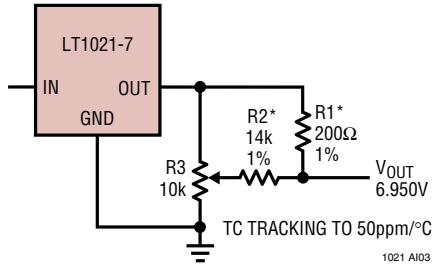 LT1021-7
IN
OUT
GND
R3
10k
R2*
14k
1%
R1*
200Ω
1%
VOUT
6.950V
TC TRACKING TO 50ppm/°C
1021 AI03